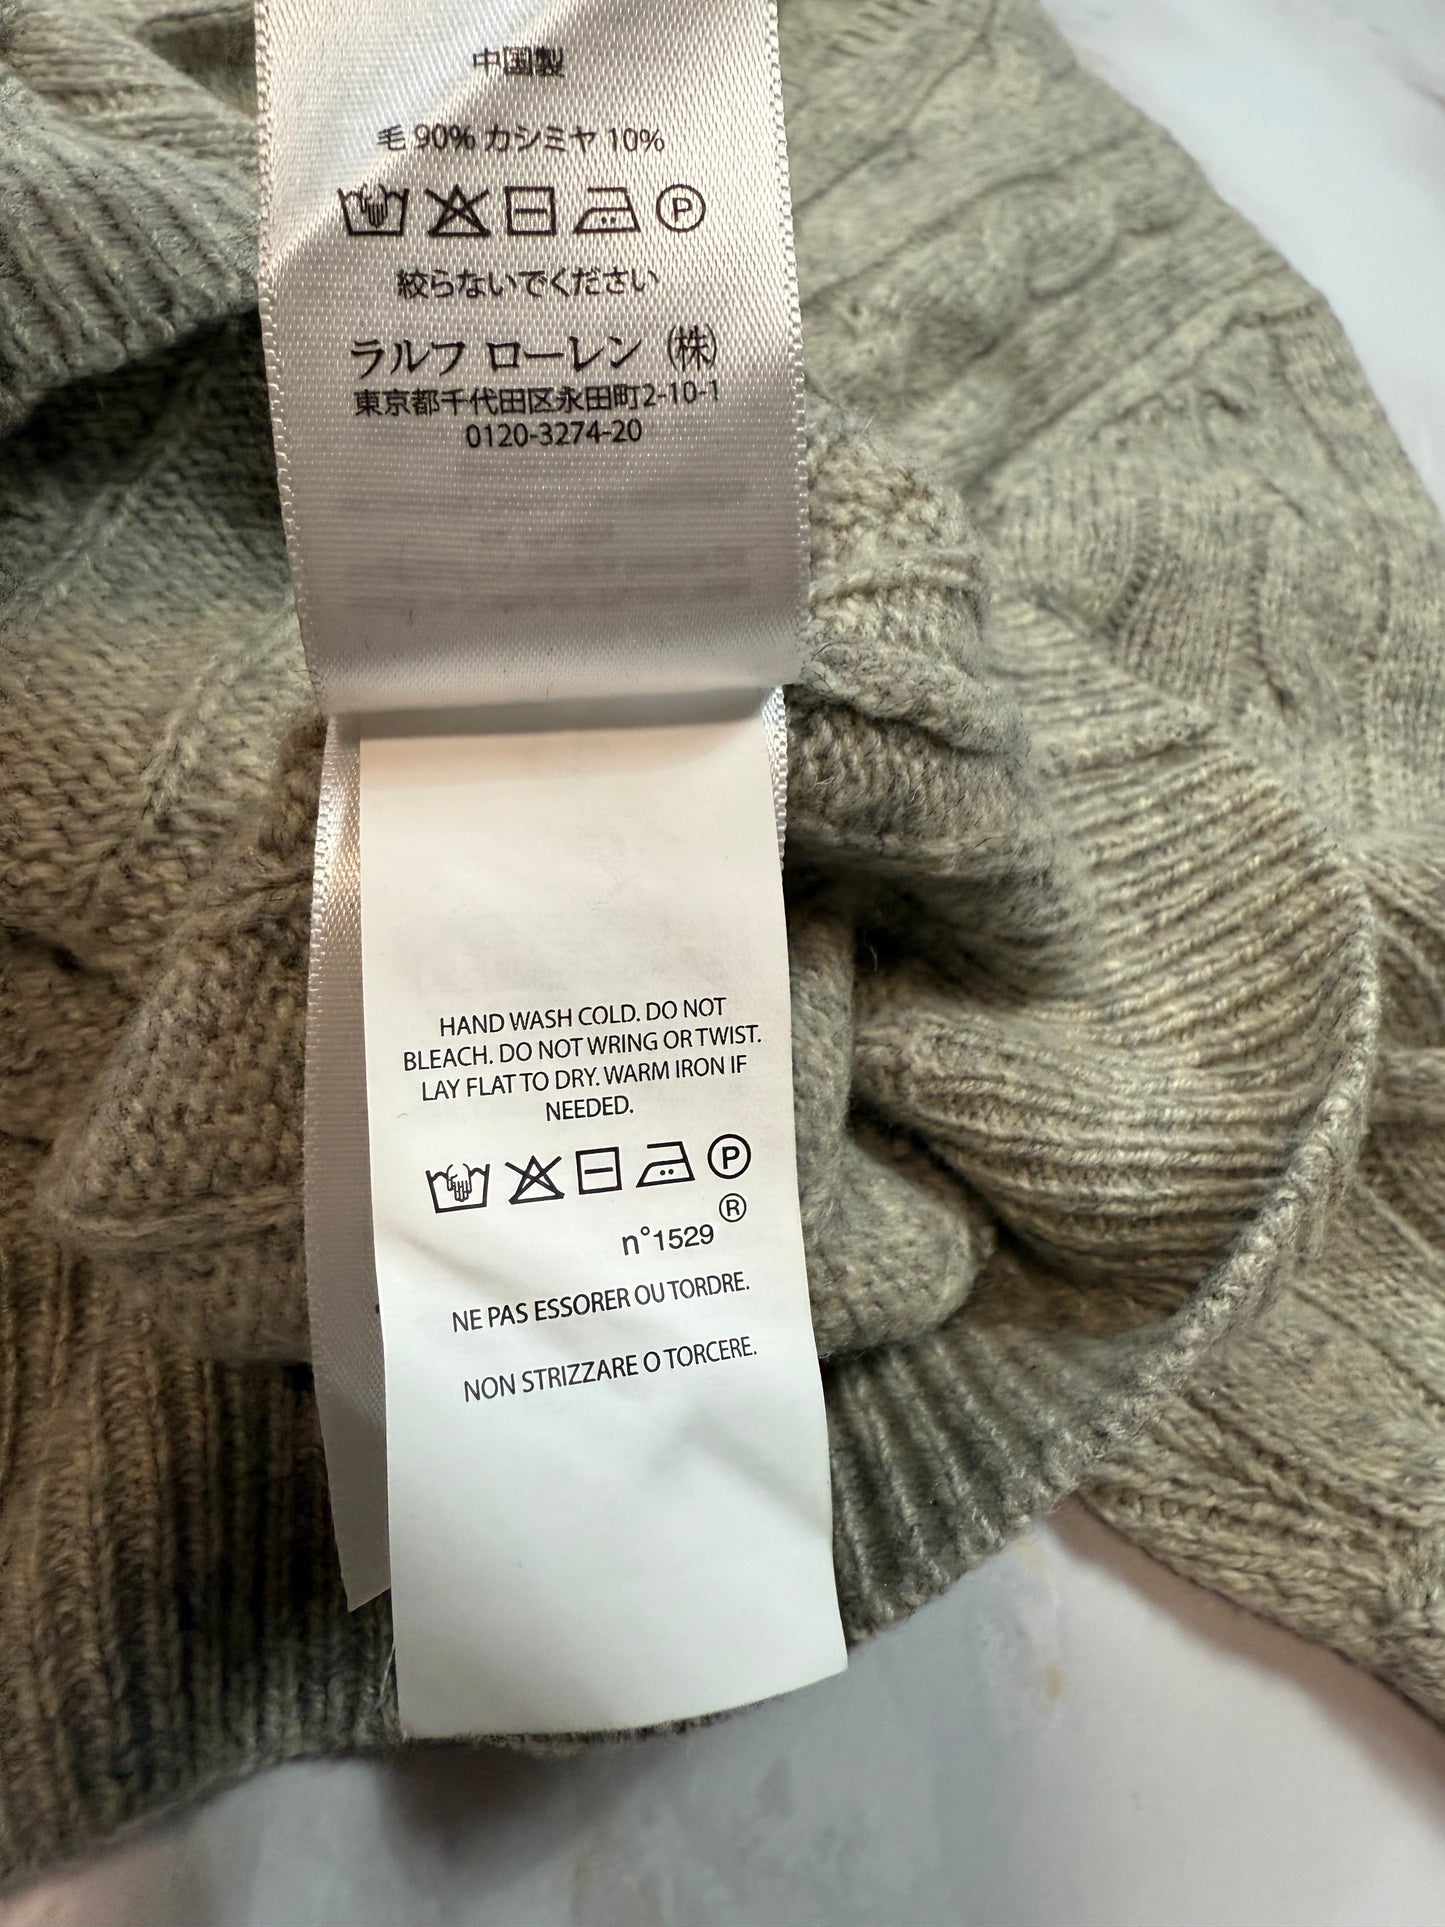 中国製
毛 90% カシミヤ 10%
絞らないでください
ラルフ ローレン (株)
東京都千代田区永田町2-10-1
0120-3274-20
HAND WASH COLD. DO NOT
BLEACH. DO NOT WRING OR TWIST.
LAY FLAT TO DRY. WARM IRON IF
NEEDED.
P
P
n°1529®
NE PAS ESSORER OU TORDRE.
NON STRIZZARE O TORCERE.